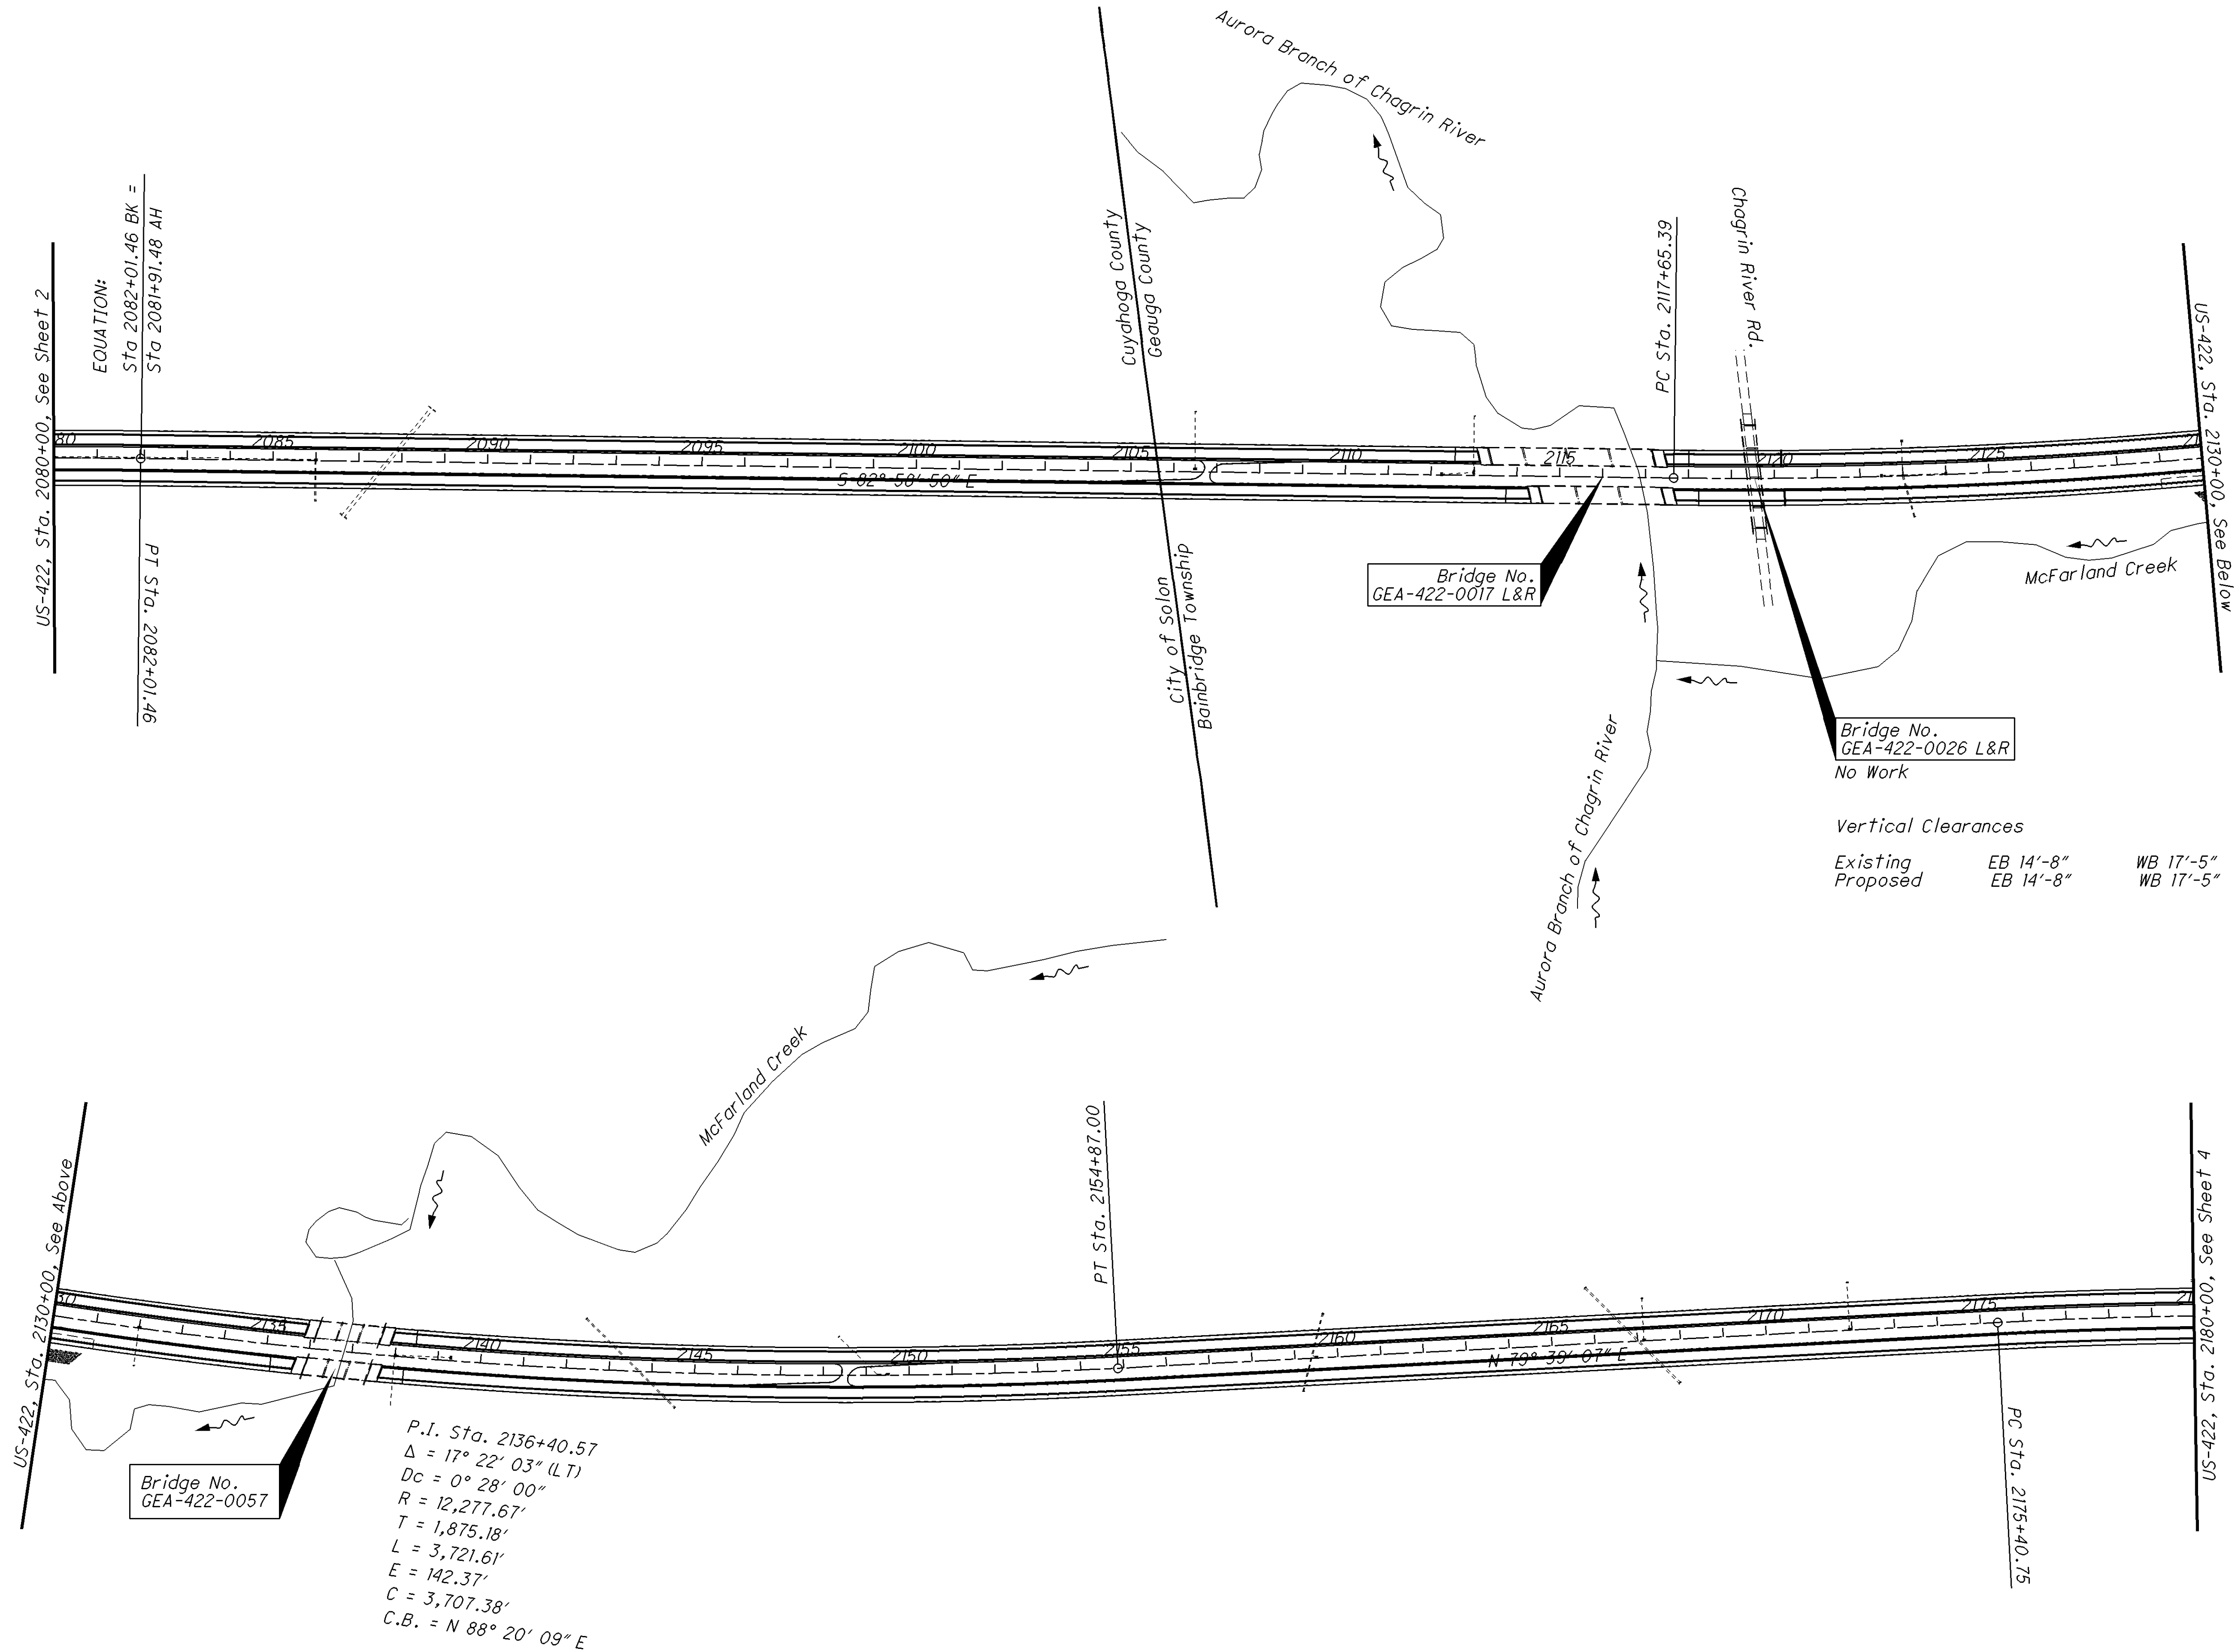 Aurora Branch of Chagrin River
EQUATION:
Sta 2082+01.46 BK =
Sta 2081+91.48 AH
US-422, Sta. 2080+00, See Sheet 2
PT Sta. 2082+01.46
Cuyahoga County
Geauga County
City of Solon
Bainbridge Township
PC Sta. 2117+65.39
Chagrin River Rd.
US-422, Sta. 2130+00, See Below
80
2085
2090
2095
2100
2105
2110
2115
2120
2125
21
S 82° 58' 50" E
Bridge No.
GEA-422-0017 L&R
McFarland Creek
Bridge No.
GEA-422-0026 L&R
No Work
Vertical Clearances
Existing EB 14'-8" WB 17'-5"
Proposed EB 14'-8" WB 17'-5"
Aurora Branch of Chagrin River
McFarland Creek
US-422, Sta. 2130+00, See Above
PT Sta. 2154+87.00
US-422, Sta. 2180+00, See Sheet 4
30
2135
2140
2145
2150
2155
2160
2165
2170
2175
21
N 79° 39' 07" E
PC Sta. 2175+40.75
Bridge No.
GEA-422-0057
P.I. Sta. 2136+40.57
Δ = 17° 22' 03" (LT)
Dc = 0° 28' 00"
R = 12,277.67'
T = 1,875.18'
L = 3,721.61'
E = 142.37'
C = 3,707.38'
C.B. = N 88° 20' 09" E